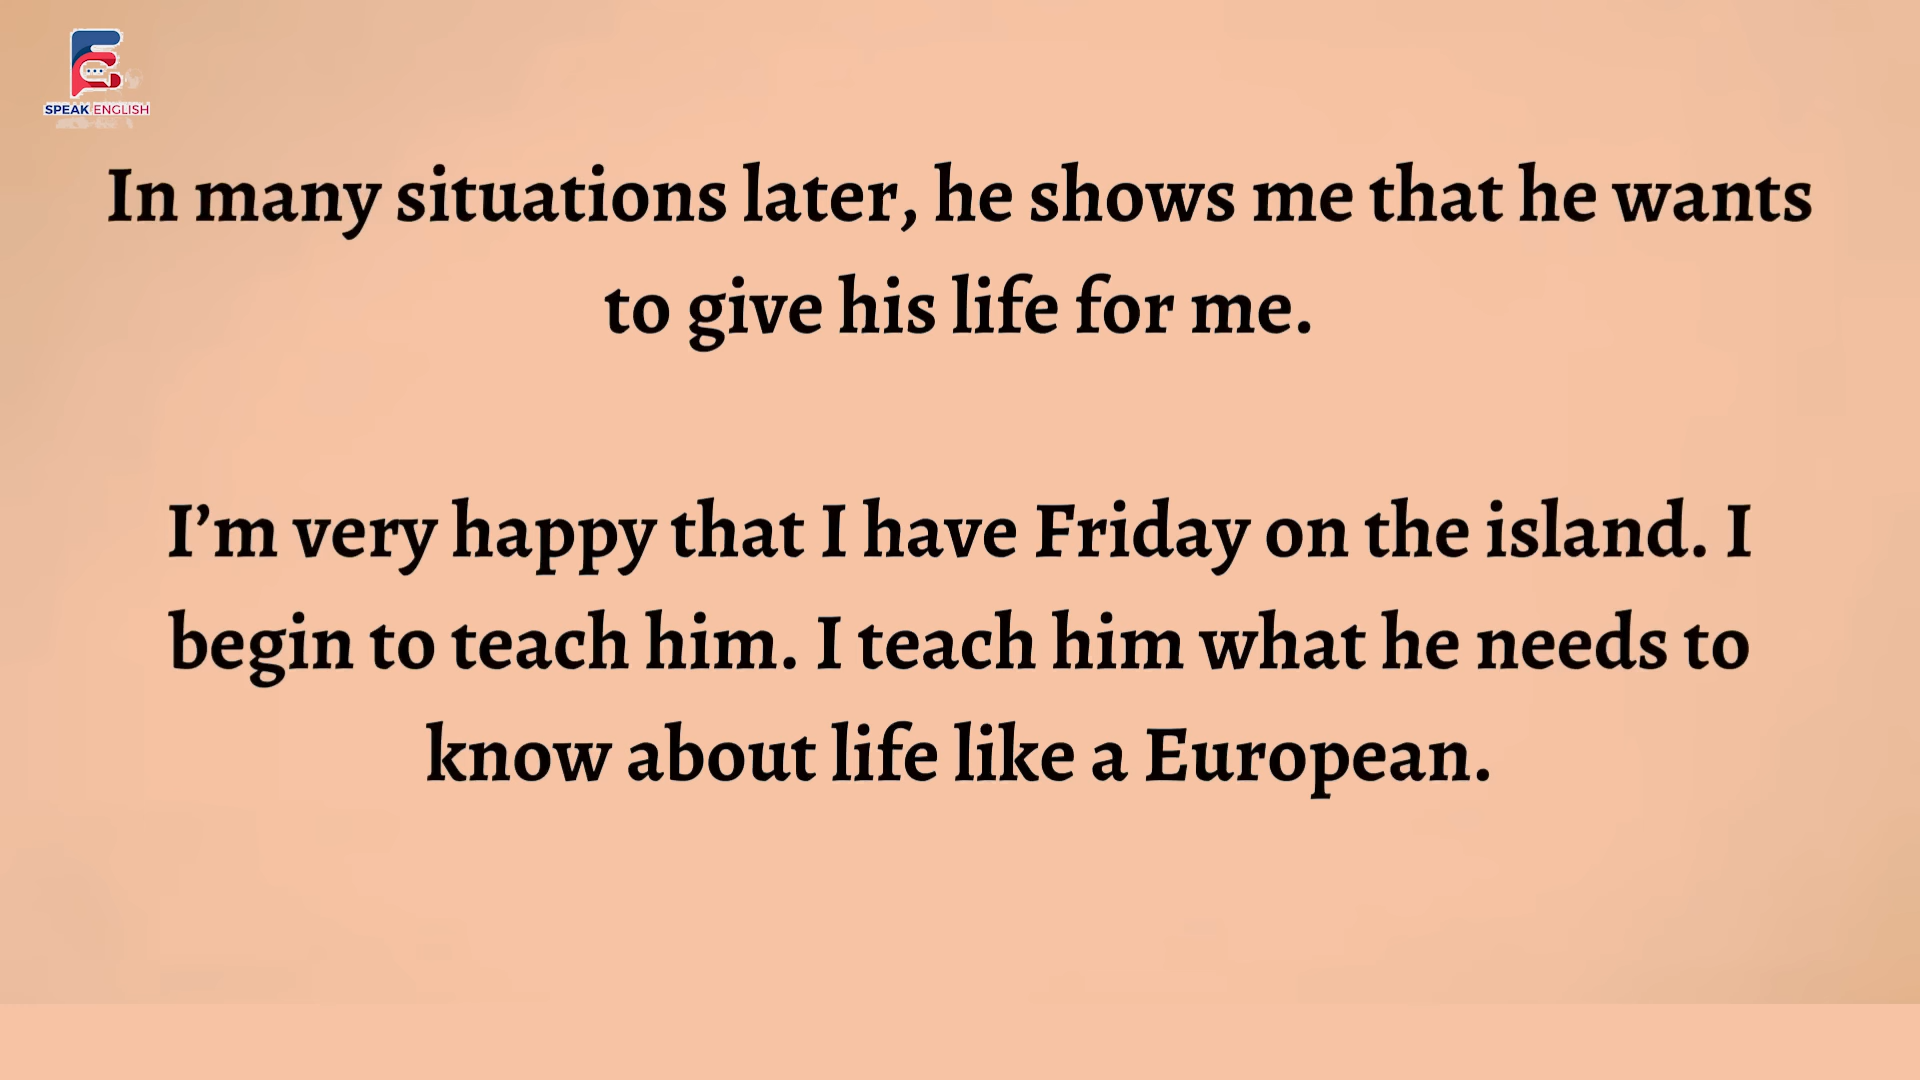 SPEAK ENGLISH
In many situations later, he shows me that he wants
to give his life for me.
I’m very happy that I have Friday on the island. I
begin to teach him. I teach him what he needs to
know about life like a European.